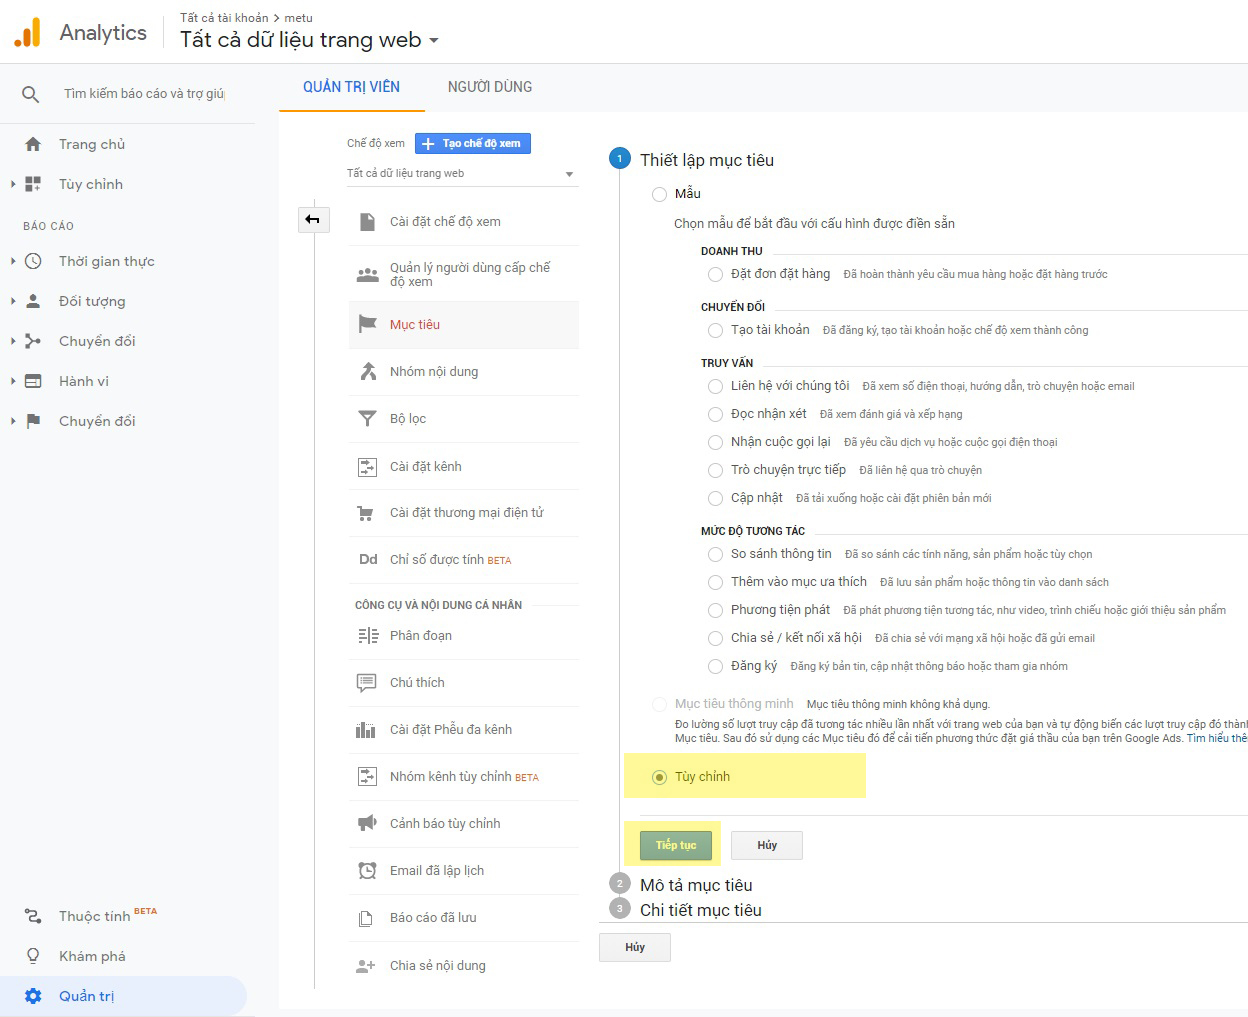 Analytics
Tất cả tài khoản > metu
Tất cả dữ liệu trang web
Tìm kiếm báo cáo và trợ giú
Trang chủ
Tùy chỉnh
BÁO CÁO
Thời gian thực
Đối tượng
Chuyển đổi
Hành vi
Chuyển đổi
Thuộc tính BETA
Khám phá
Quản trị
QUẢN TRỊ VIÊN
NGƯỜI DÙNG
Chế độ xem
+ Tạo chế độ xem
Tất cả dữ liệu trang web
Cài đặt chế độ xem
Quản lý người dùng cấp chế
độ xem
Mục tiêu
Nhóm nội dung
Bộ lọc
Cài đặt kênh
Cài đặt thương mại điện tử
Dd Chỉ số được tính BETA
CÔNG CỤ VÀ NỘI DUNG CÁ NHÂN
Phân đoạn
Chú thích
Cài đặt Phễu đa kênh
Nhóm kênh tùy chỉnh BETA
Cảnh báo tùy chỉnh
Email đã lập lịch
Báo cáo đã lưu
Chia sẻ nội dung
1 Thiết lập mục tiêu
Mẫu
Chọn mẫu để bắt đầu với cấu hình được điền sẵn
DOANH THU
Đặt đơn đặt hàng Đã hoàn thành yêu cầu mua hàng hoặc đặt hàng trước
CHUYỂN ĐỔI
Tạo tài khoản Đã đăng ký, tạo tài khoản hoặc chế độ xem thành công
TRUY VẤN
Liên hệ với chúng tôi Đã xem số điện thoại, hướng dẫn, trò chuyện hoặc email
Đọc nhận xét Đã xem đánh giá và xếp hạng
Nhận cuộc gọi lại Đã yêu cầu dịch vụ hoặc cuộc gọi điện thoại
Trò chuyện trực tiếp Đã liên hệ qua trò chuyện
Cập nhật Đã tải xuống hoặc cài đặt phiên bản mới
MỨC ĐỘ TƯƠNG TÁC
So sánh thông tin Đã so sánh các tính năng, sản phẩm hoặc tùy chọn
Thêm vào mục ưa thích Đã lưu sản phẩm hoặc thông tin vào danh sách
Phương tiện phát Đã phát phương tiện tương tác, như video, trình chiếu hoặc giới thiệu sản phẩm
Chia sẻ / kết nối xã hội Đã chia sẻ với mạng xã hội hoặc đã gửi email
Đăng ký Đăng ký bản tin, cập nhật thông báo hoặc tham gia nhóm
Mục tiêu thông minh Mục tiêu thông minh không khả dụng.
Đo lường số lượt truy cập đã tương tác nhiều lần nhất với trang web của bạn và tự động biến các lượt truy cập đó thàn
Mục tiêu. Sau đó sử dụng các Mục tiêu đó để cải tiến phương thức đặt giá thầu của bạn trên Google Ads. Tìm hiểu thê
Tùy chỉnh
Tiếp tục
Hủy
2 Mô tả mục tiêu
3 Chi tiết mục tiêu
Hủy